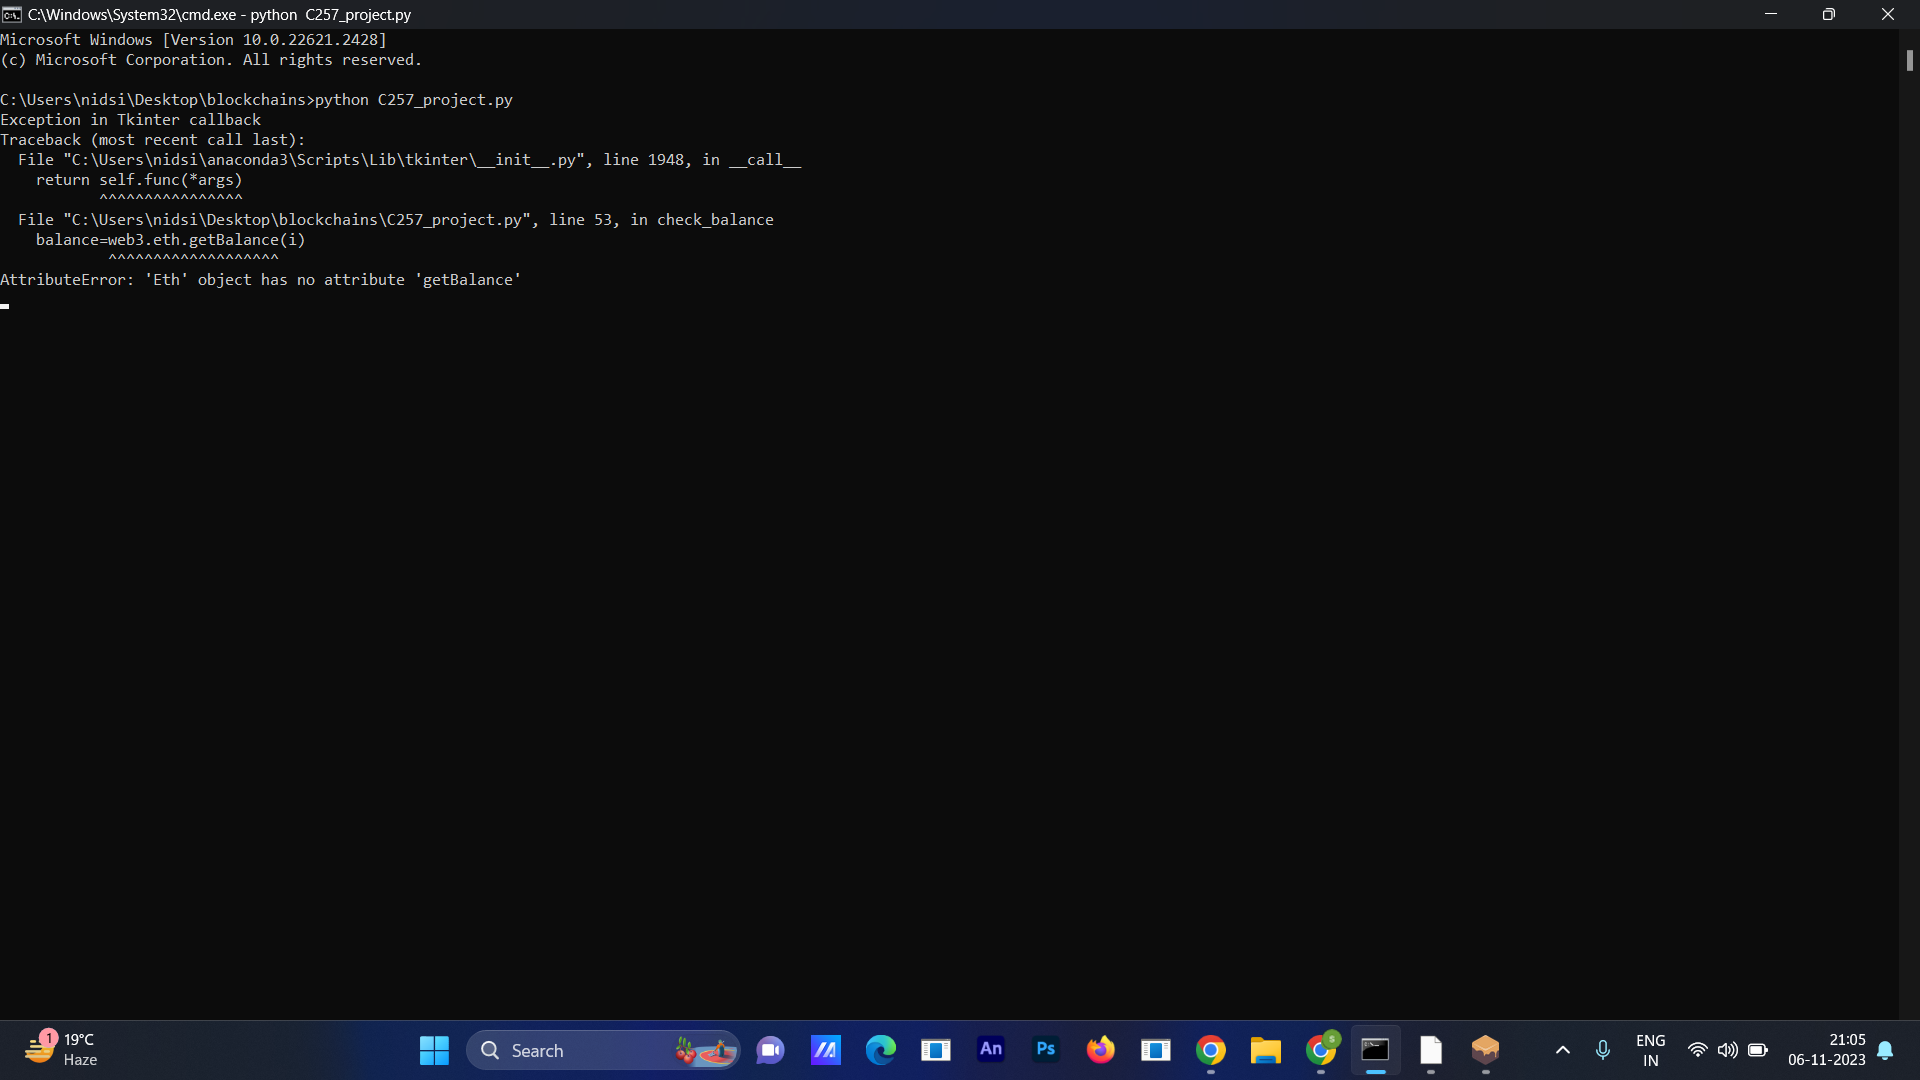 C:\Windows\System32\cmd.exe - python  C257_project.py
Microsoft Windows [Version 10.0.22621.2428]
(c) Microsoft Corporation. All rights reserved.
C:\Users\nidsi\Desktop\blockchains>python C257_project.py
Exception in Tkinter callback
Traceback (most recent call last):
  File "C:\Users\nidsi\anaconda3\Scripts\Lib\tkinter\__init__.py", line 1948, in __call__
    return self.func(*args)
           ^^^^^^^^^^^^^^^^
  File "C:\Users\nidsi\Desktop\blockchains\C257_project.py", line 53, in check_balance
    balance=web3.eth.getBalance(i)
            ^^^^^^^^^^^^^^^^^^^
AttributeError: 'Eth' object has no attribute 'getBalance'
1
19°C
Haze
Search
An
Ps
S
ENG
IN
21:05
06-11-2023